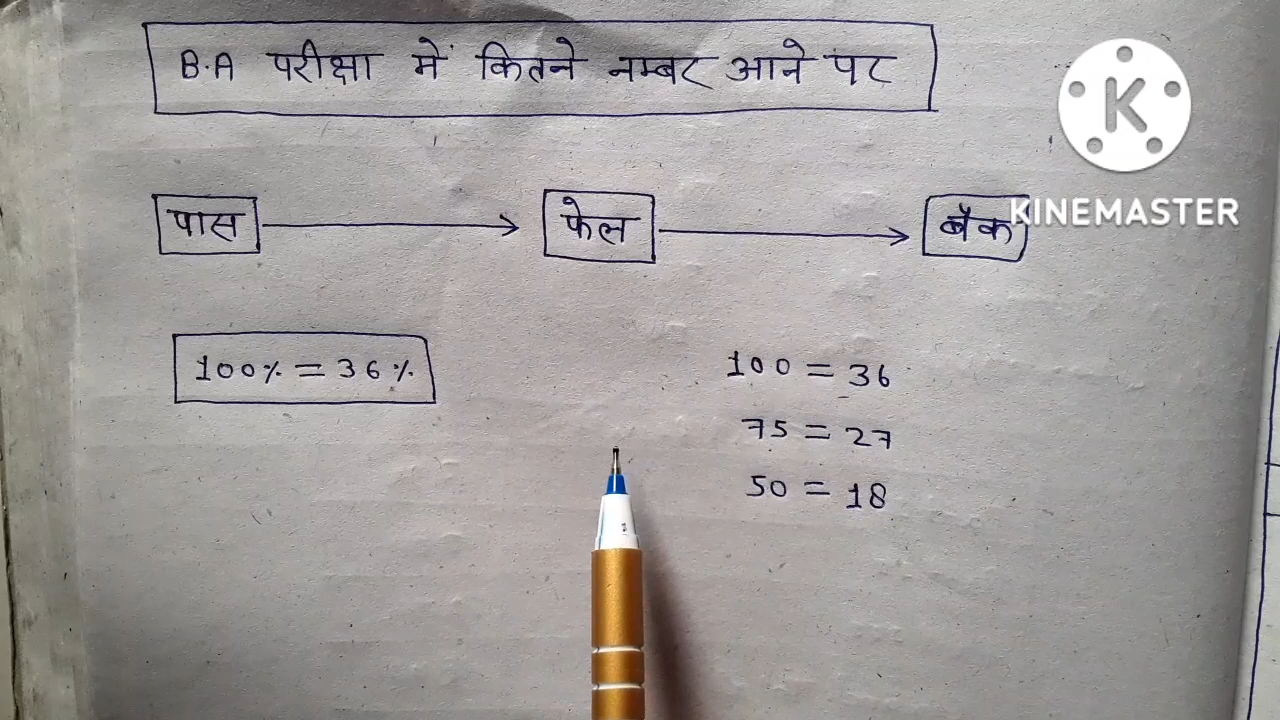 B.A परीक्षा में कितने नम्बर आने पर
K
KINEMASTER
पास फेल बैक
100% = 36%
100 = 36
75 = 27
50 = 18